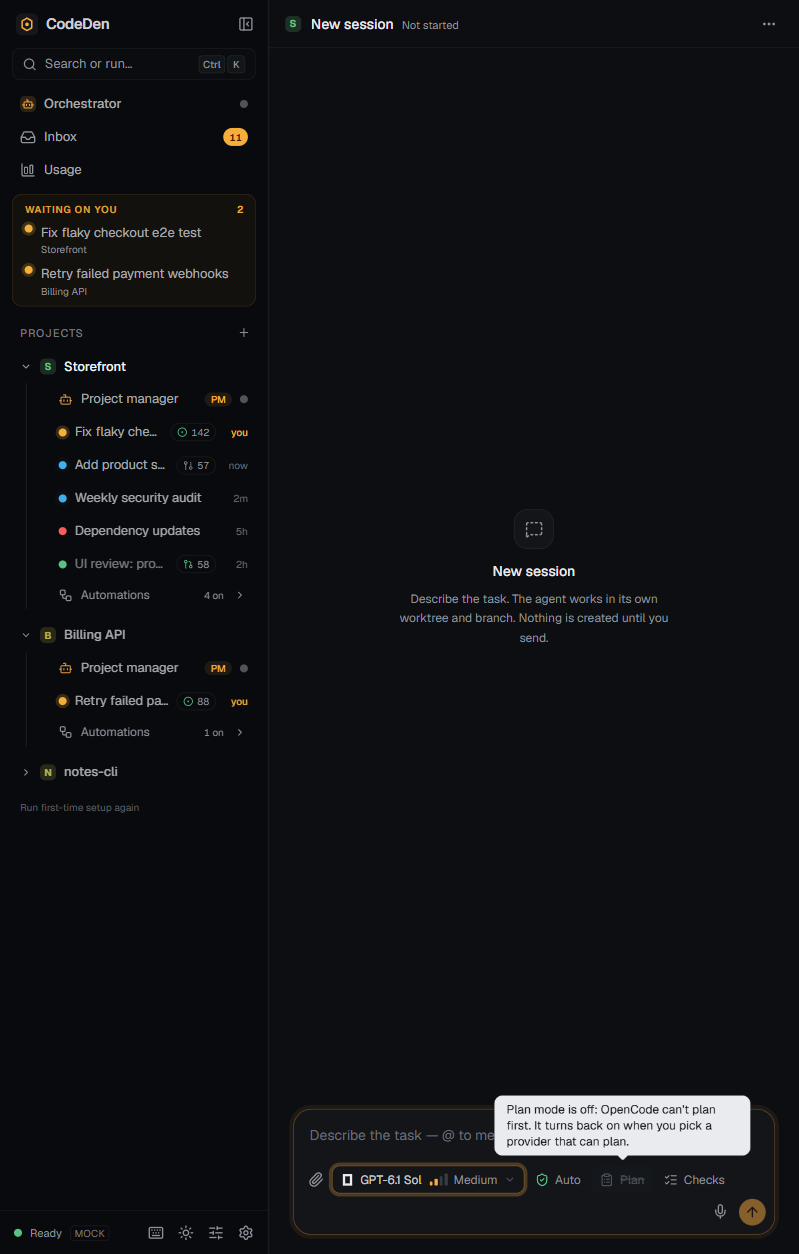 CodeDen
Search or run... Ctrl K
Orchestrator
Inbox 11
Usage
WAITING ON YOU 2
Fix flaky checkout e2e test
Storefront
Retry failed payment webhooks
Billing API
PROJECTS
S Storefront
Project manager PM
Fix flaky che... 142 you
Add product s... 57 now
Weekly security audit 2m
Dependency updates 5h
UI review: pro... 58 2h
Automations 4 on
B Billing API
Project manager PM
Retry failed pa... 88 you
Automations 1 on
N notes-cli
Run first-time setup again
Ready MOCK
S New session Not started
New session
Describe the task. The agent works in its own
worktree and branch. Nothing is created until you
send.
Plan mode is off: OpenCode can't plan
first. It turns back on when you pick a
provider that can plan.
Describe the task — @ to me
GPT-6.1 Sol Medium Auto Plan Checks